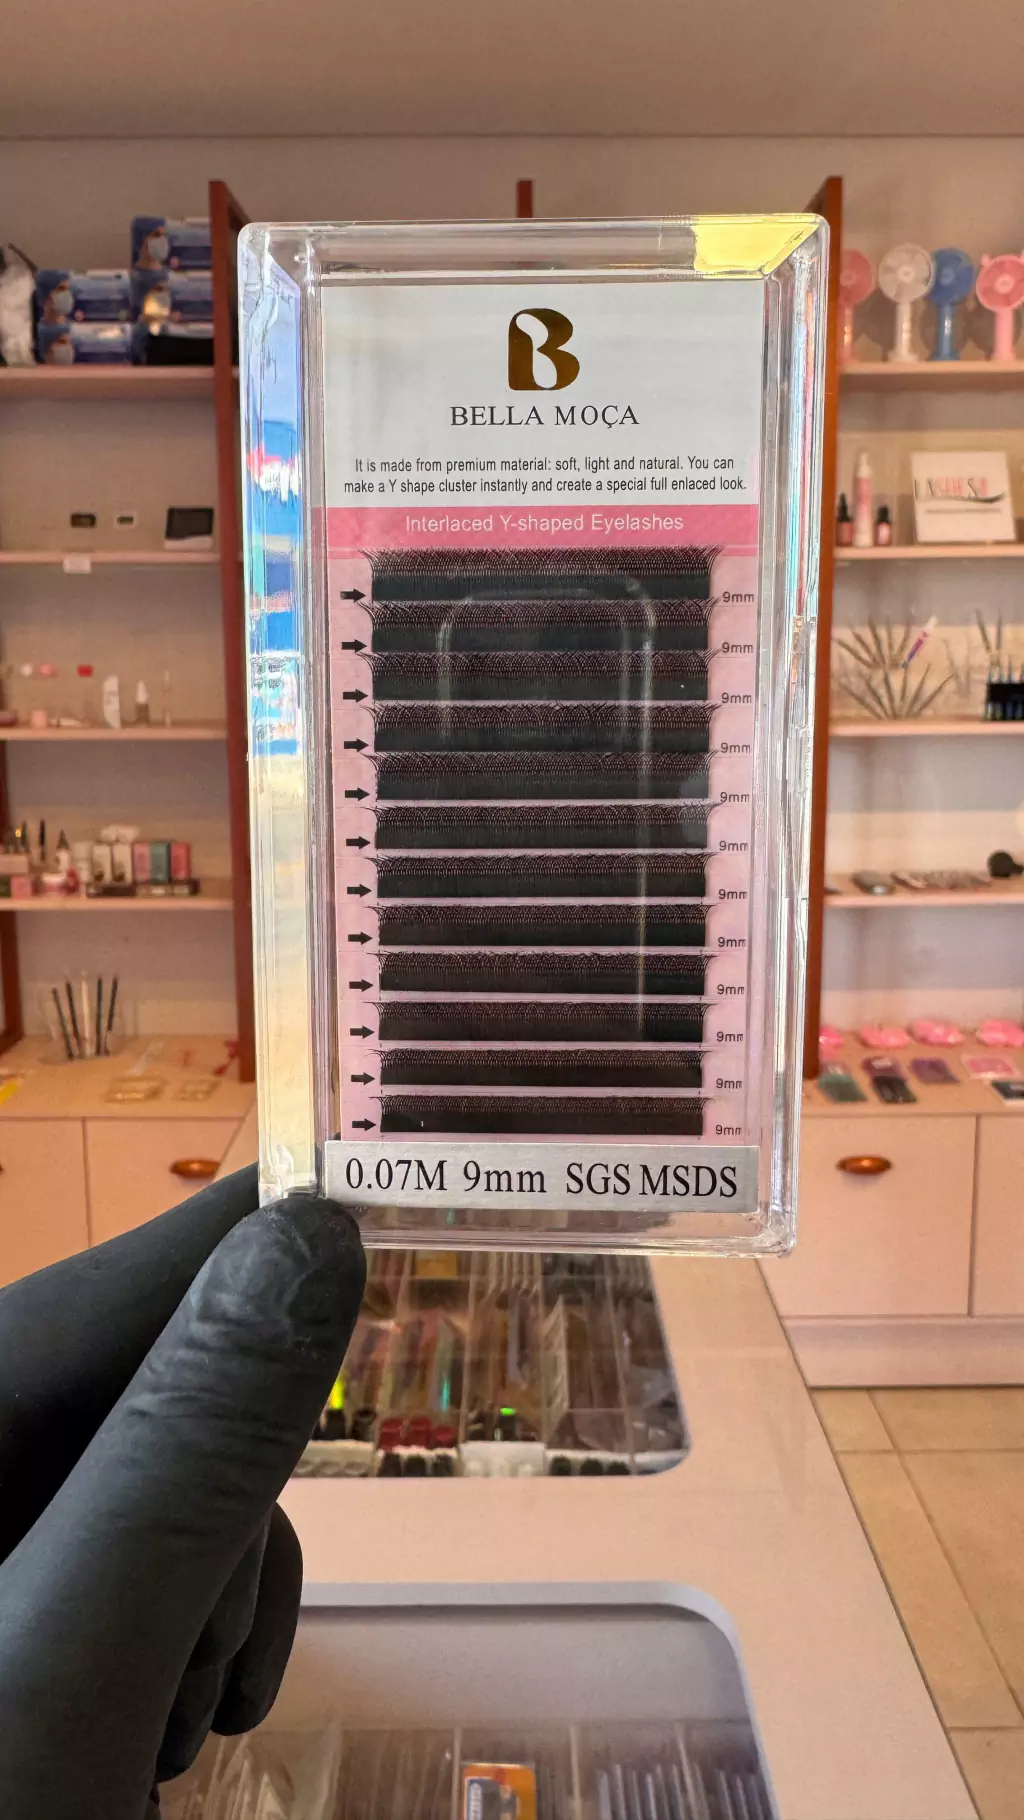 B
BELLA MOÇA
It is made from premium material: soft, light and natural. You can
make a Y shape cluster instantly and create a special full enlaced look.
Interlaced Y-shaped Eyelashes
9mm
9mm
9mm
9mm
9mm
9mm
9mm
9mm
9mm
9mm
9mm
9mm
0.07M 9mm SGS MSDS
LASHES